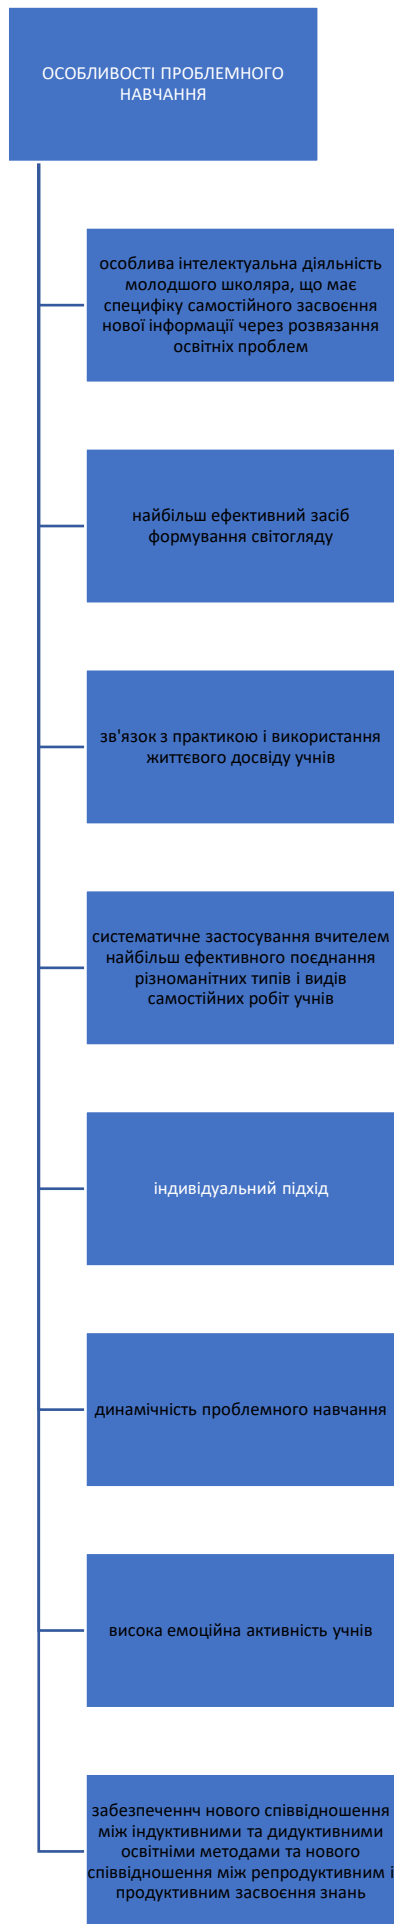 ОСОБЛИВОСТІ ПРОБЛЕМНОГО
НАВЧАННЯ
особлива інтелектуальна діяльність
молодшого школяра, що має
специфіку самостійного засвоєння
нової інформації через розвязання
освітніх проблем
найбільш ефективний засіб
формування світогляду
зв'язок з практикою і використання
життєвого досвіду учнів
систематичне застосування вчителем
найбільш ефективного поєднання
різноманітних типів і видів
самостійних робіт учнів
індивідуальний підхід
динамічність проблемного навчання
висока емоційна активність учнів
забезпеченнч нового співвідношення
між індуктивними та дидуктивними
освітніми методами та нового
співвідношення між репродуктивним і
продуктивним засвоєння знань